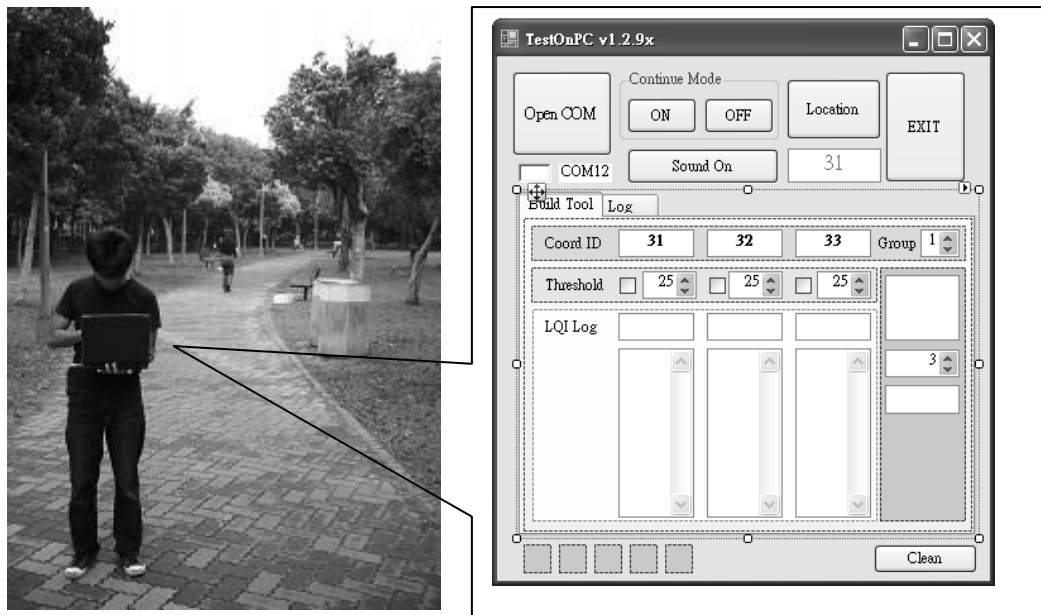 TestOnPC v1.2.9x
Continue Mode
Open COM
ON
OFF
Location
EXIT
COM12
Sound On
31
Build Tool
Log
Coord ID
31
32
33
Group
1
Threshold
25
25
25
LQI Log
3
Clean